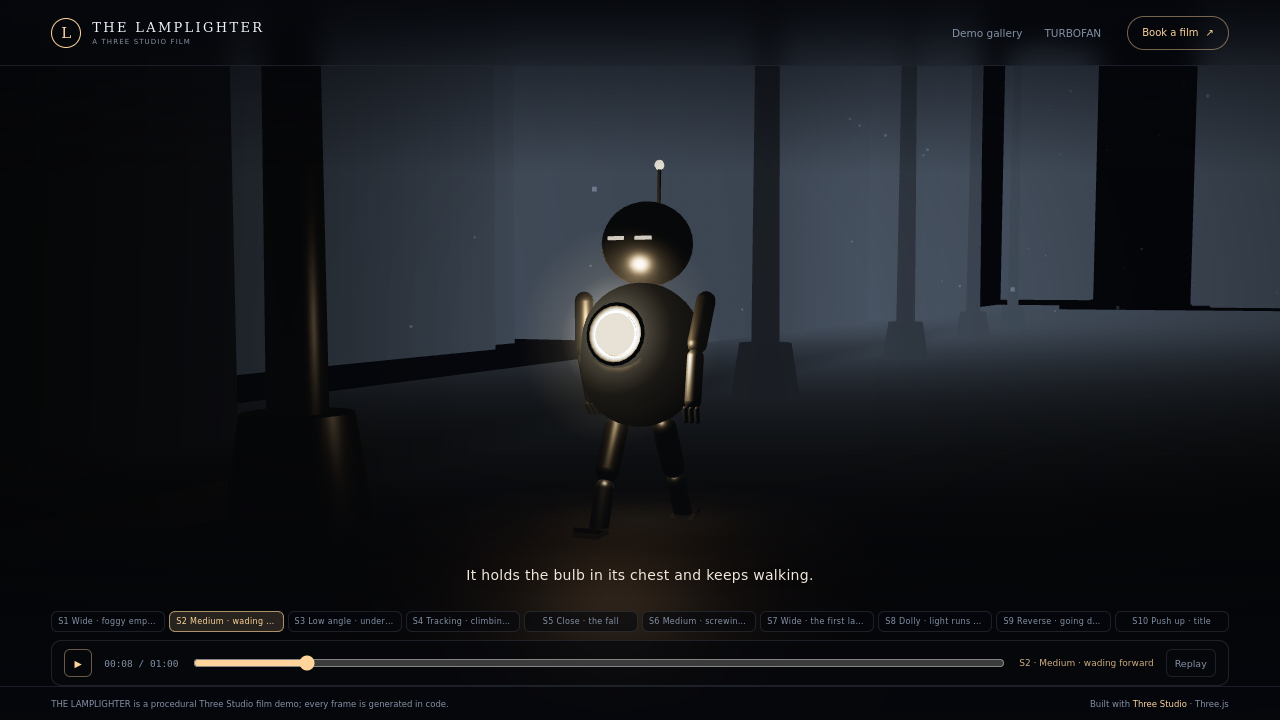 L THE LAMPLIGHTER
A THREE STUDIO FILM
Demo gallery TURBOFAN Book a film ↗
It holds the bulb in its chest and keeps walking.
S1 Wide · foggy emp... S2 Medium · wading ... S3 Low angle · under... S4 Tracking · climbin... S5 Close · the fall S6 Medium · screwin... S7 Wide · the first la... S8 Dolly · light runs ... S9 Reverse · going d... S10 Push up · title
00:08 / 01:00 S2 · Medium · wading forward Replay
THE LAMPLIGHTER is a procedural Three Studio film demo; every frame is generated in code. Built with Three Studio · Three.js